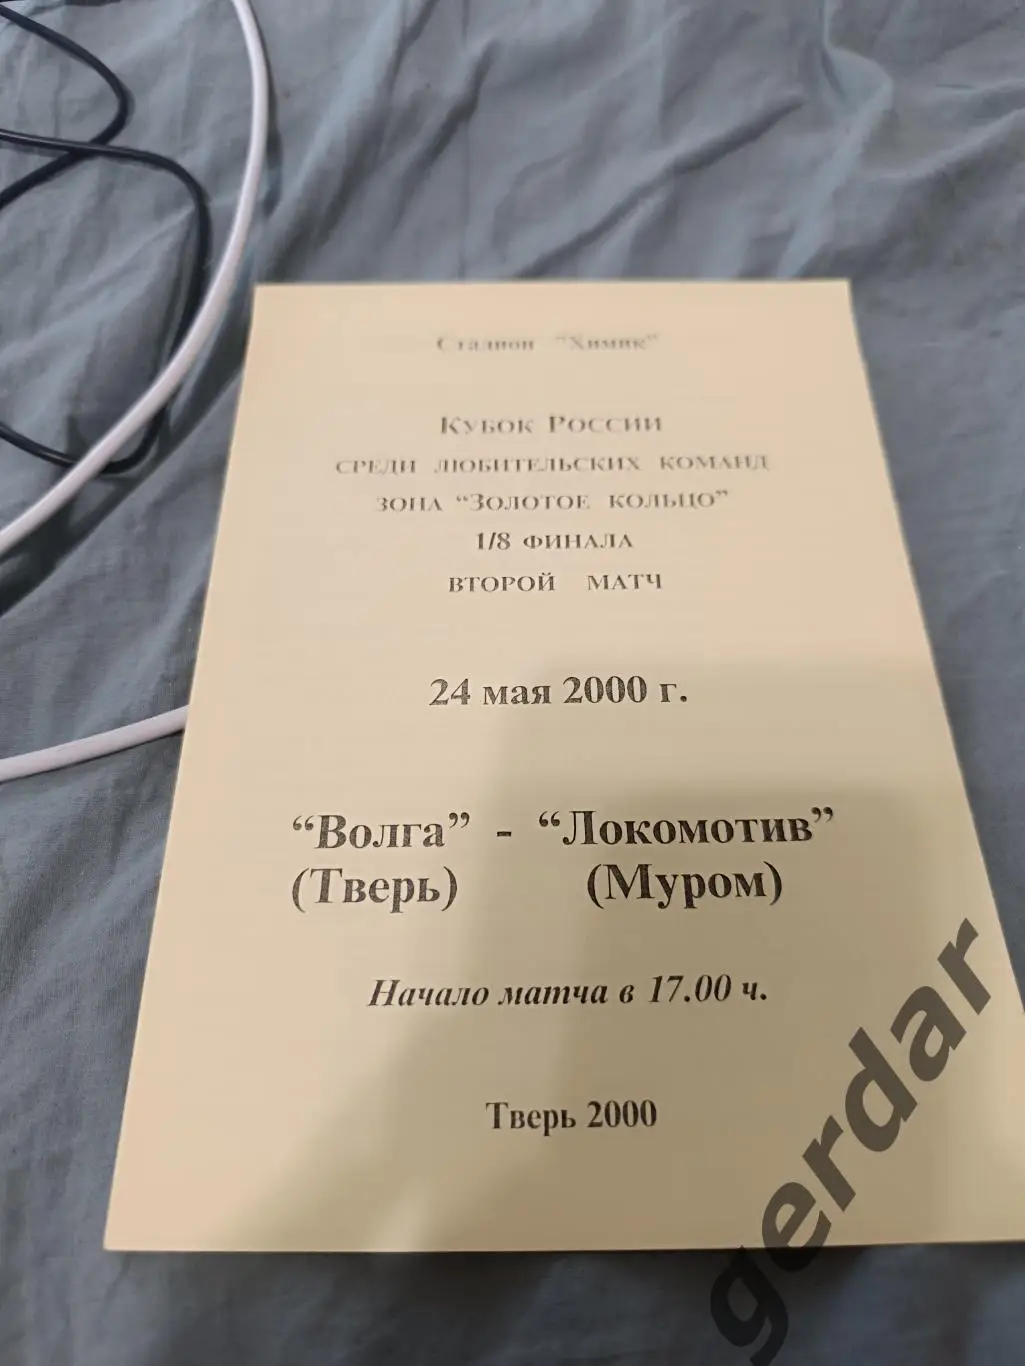 Стадион "Химик"
Кубок России
среди любительских команд
зона "Золотое кольцо"
1/8 финала
второй матч
24 мая 2000 г.
"Волга" - "Локомотив"
(Тверь) (Муром)
Начало матча в 17.00 ч.
Тверь 2000
gerdar